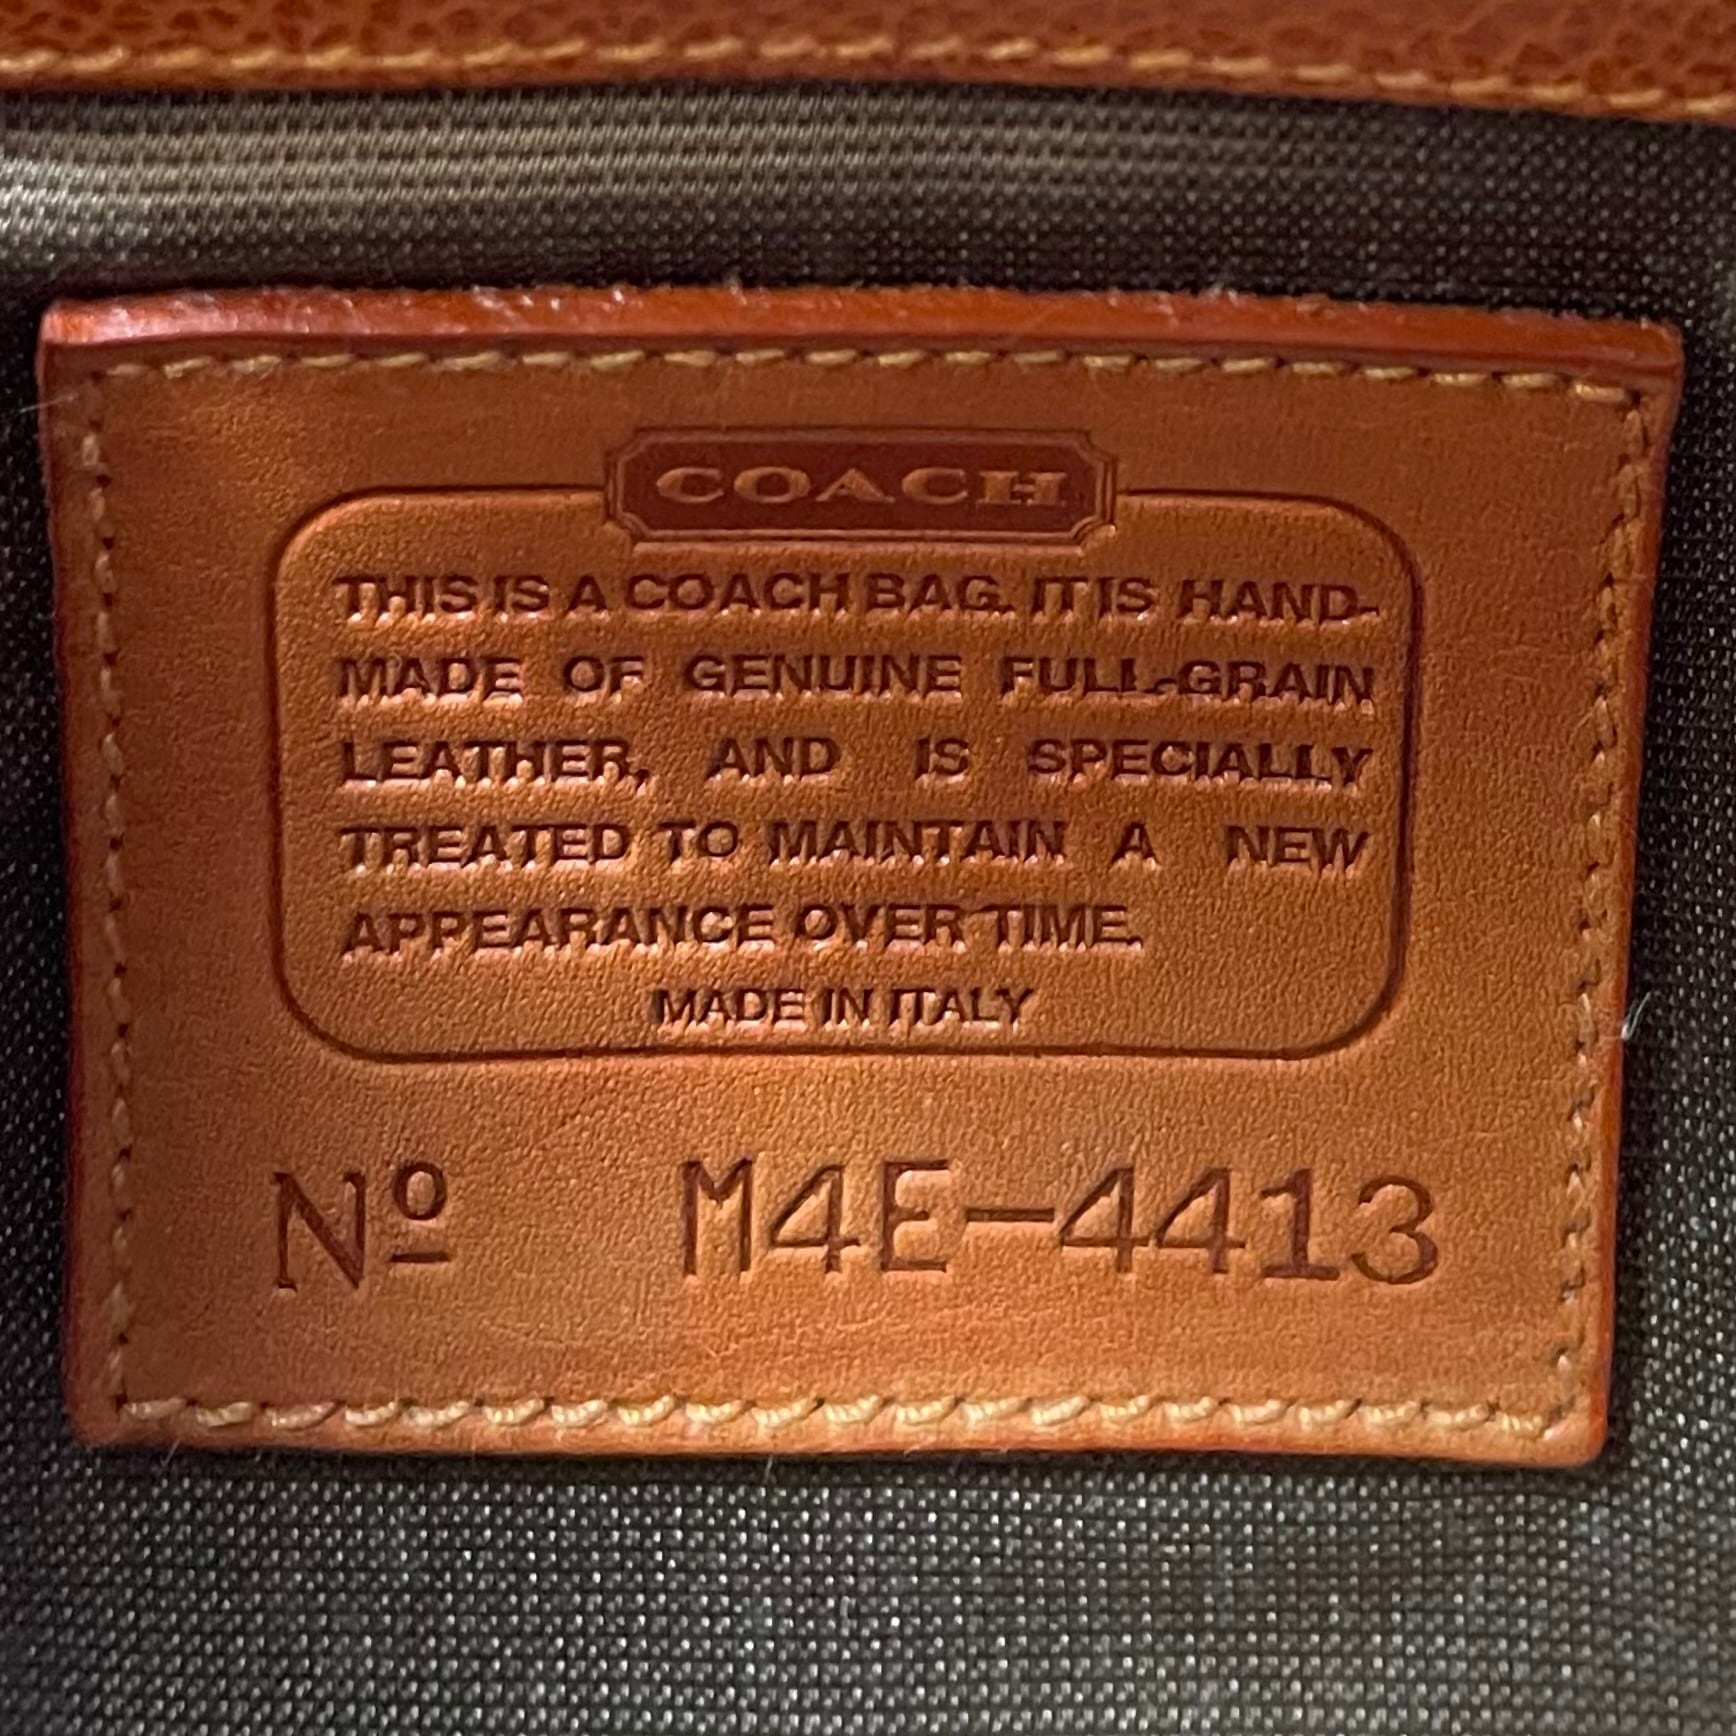 COACH
THIS IS A COACH BAG. IT IS HAND-
MADE OF GENUINE FULL-GRAIN
LEATHER, AND IS SPECIALLY
TREATED TO MAINTAIN A NEW
APPEARANCE OVER TIME.
MADE IN ITALY
Nº M4E-4413